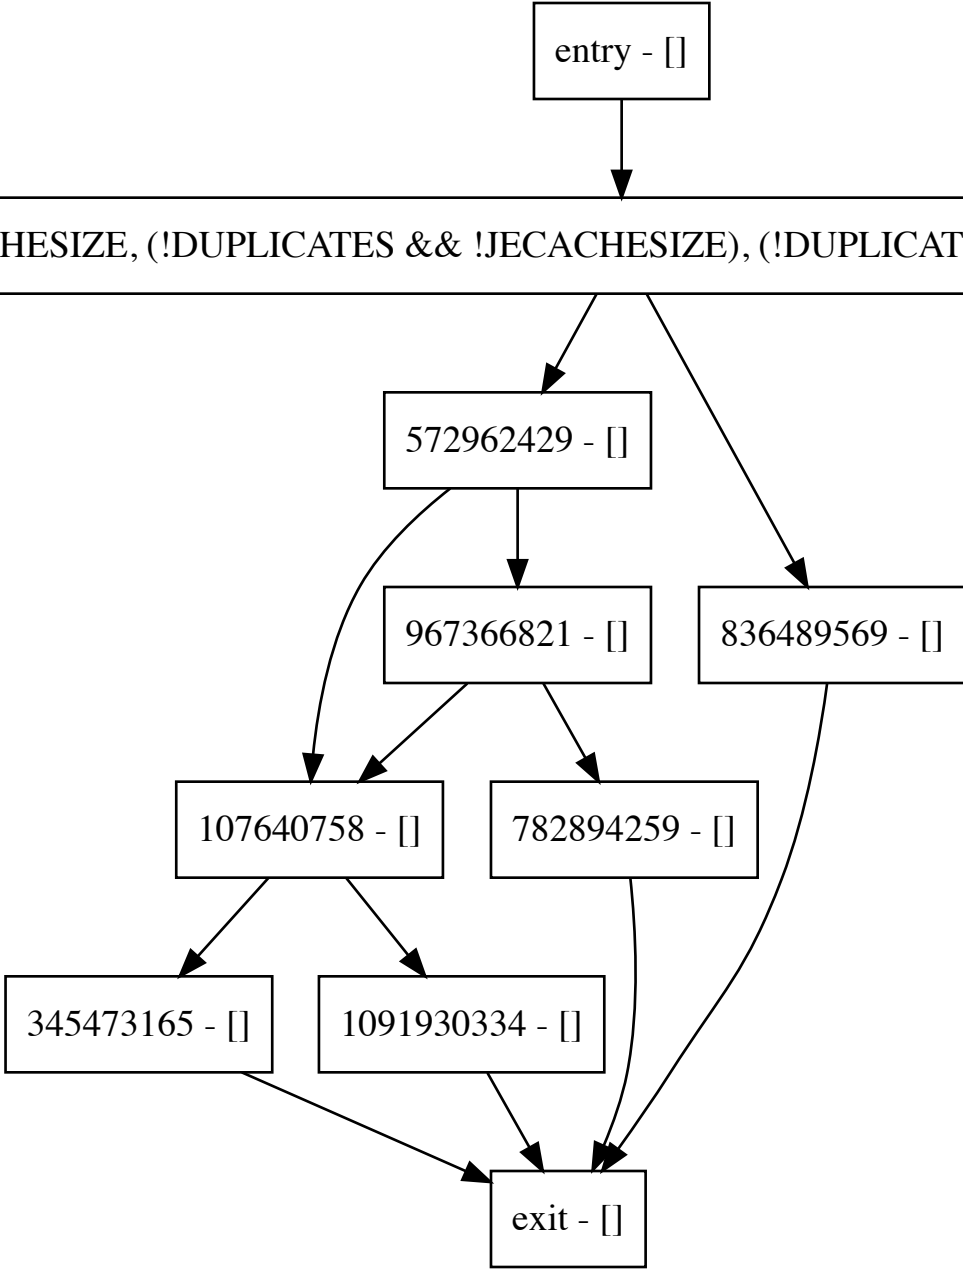 entry - []
HESIZE, (!DUPLICATES && !JECACHESIZE), (!DUPLICAT
572962429 - []
967366821 - []
836489569 - []
107640758 - []
782894259 - []
345473165 - []
1091930334 - []
exit - []